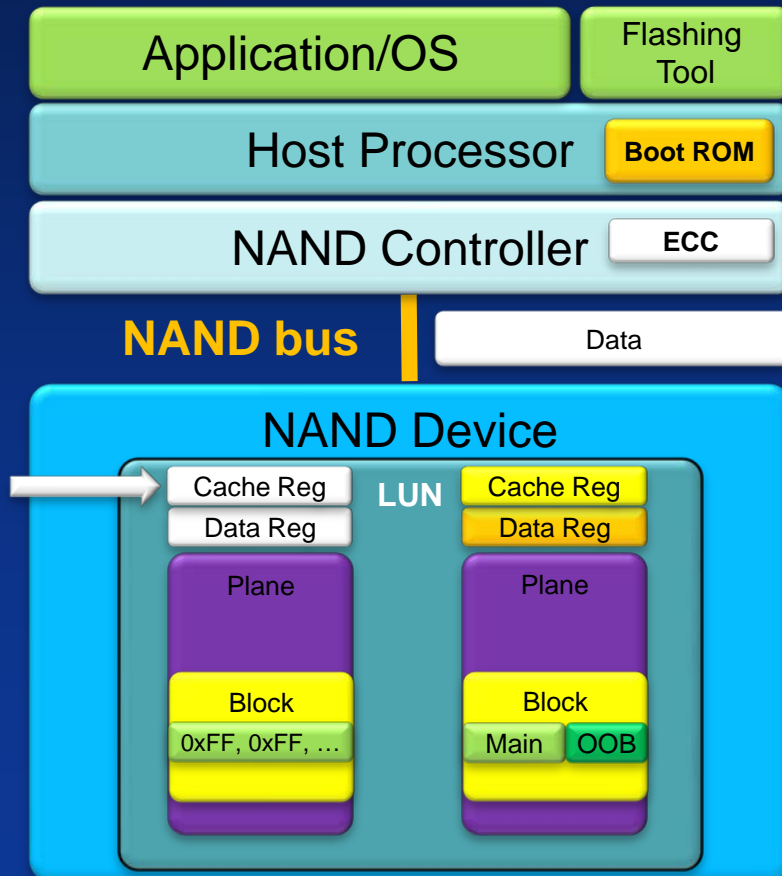 Application/OS
Flashing
Tool
Host Processor
Boot ROM
NAND Controller
ECC
NAND bus
Data
NAND Device
Cache Reg
LUN
Cache Reg
Data Reg
Data Reg
Plane
Plane
Block
Block
0xFF, 0xFF, …
Main
OOB